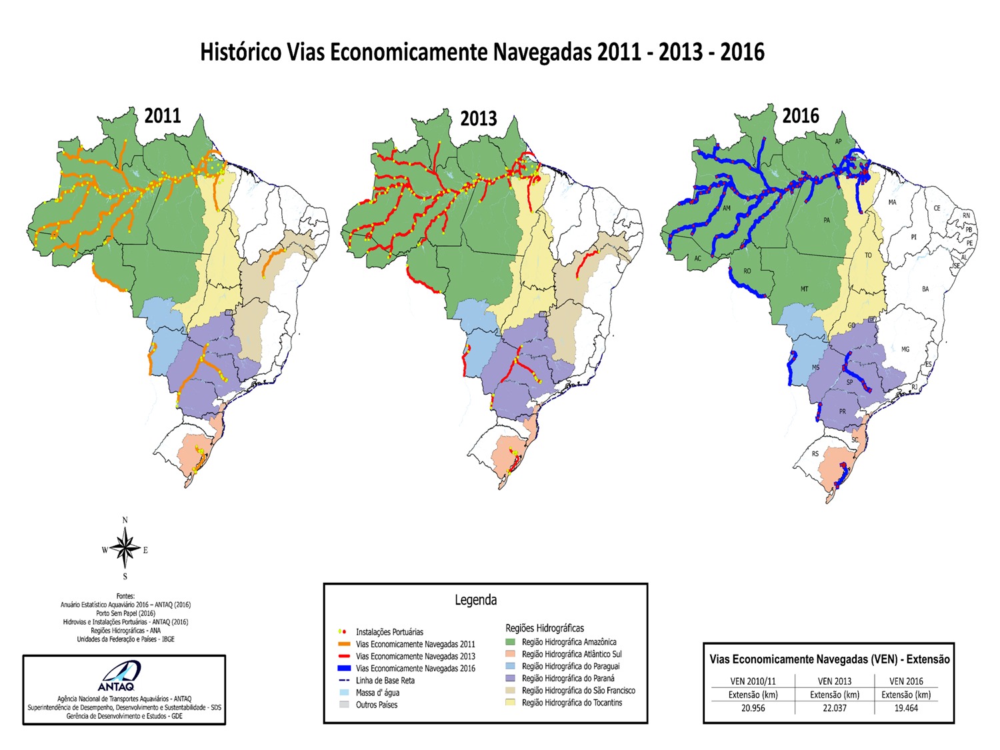 Histórico Vias Economicamente Navegadas 2011 - 2013 - 2016
2011
2013
2016
AP
AM
PA
MA
CE
RN
PB
PE
PI
AL
SE
AC
RO
TO
MT
BA
GO
DF
MG
ES
MS
SP
RJ
PR
SC
RS
N
W
E
S
Fontes:
Anuário Estatístico Aquaviário 2016 – ANTAQ (2016)
Porto Sem Papel (2016)
Hidrovias e Instalações Portuárias - ANTAQ (2016)
Regiões Hidrográficas - ANA
Unidades da Federação e Países - IBGE
ANTAQ
Agência Nacional de Transportes Aquaviários - ANTAQ
Superintendência de Desempenho, Desenvolvimento e Sustentabilidade - SDS
Gerência de Desenvolvimento e Estudos - GDE
Legenda
Instalações Portuárias
Vias Economicamente Navegadas 2011
Vias Economicamente Navegadas 2013
Vias Economicamente Navegadas 2016
Linha de Base Reta
Massa d' água
Outros Países
Regiões Hidrográficas
Região Hidrográfica Amazônica
Região Hidrográfica Atlântico Sul
Região Hidrográfica do Paraguai
Região Hidrográfica do Paraná
Região Hidrográfica do São Francisco
Região Hidrográfica do Tocantins
Vias Economicamente Navegadas (VEN) - Extensão
VEN 2010/11 VEN 2013 VEN 2016
Extensão (km) Extensão (km) Extensão (km)
20.956 22.037 19.464